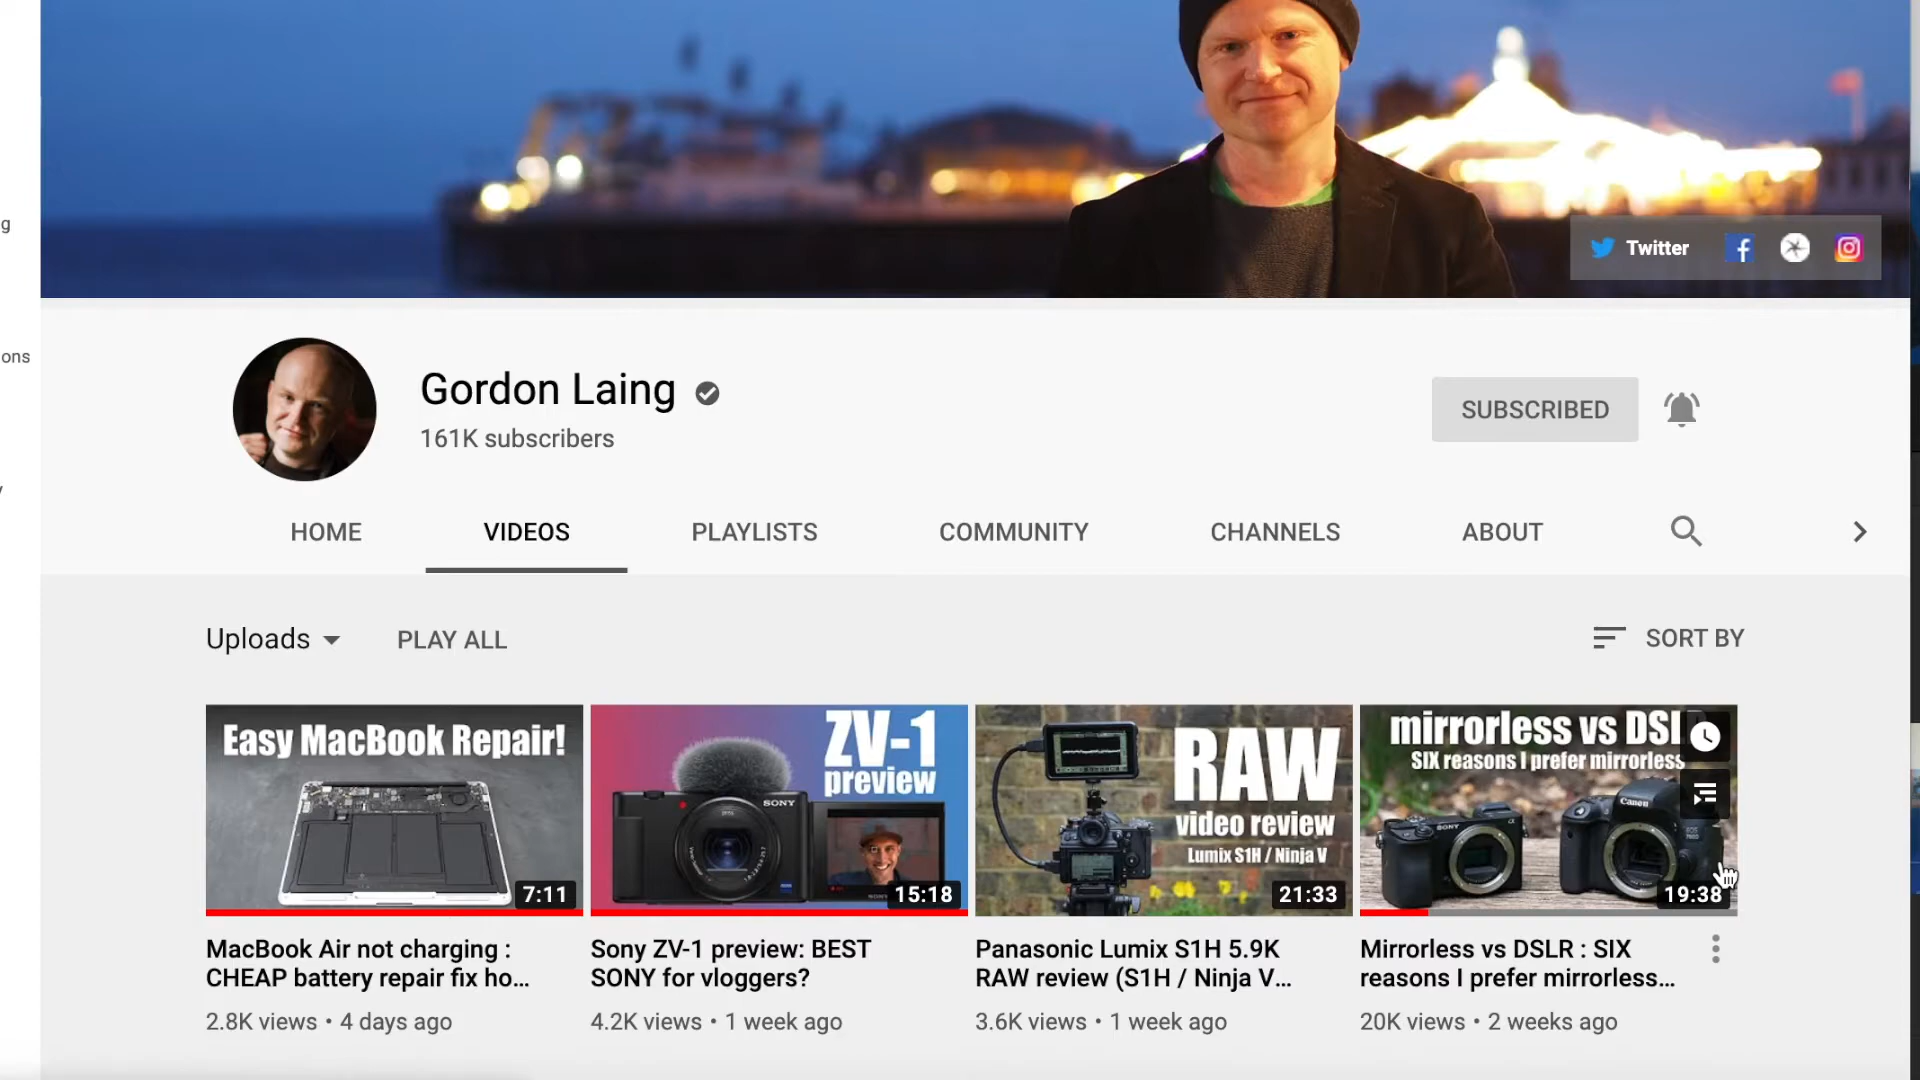 Twitter
g
ons
Gordon Laing
161K subscribers
SUBSCRIBED
HOME VIDEOS PLAYLISTS COMMUNITY CHANNELS ABOUT
Uploads PLAY ALL SORT BY
Easy MacBook Repair!
7:11
ZV-1
preview
SONY
15:18
RAW
video review
Lumix S1H / Ninja V
21:33
mirrorless vs DSL
SIX reasons I prefer mirrorless
SONY
Canon
19:38
MacBook Air not charging :
CHEAP battery repair fix ho...
2.8K views • 4 days ago
Sony ZV-1 preview: BEST
SONY for vloggers?
4.2K views • 1 week ago
Panasonic Lumix S1H 5.9K
RAW review (S1H / Ninja V...
3.6K views • 1 week ago
Mirrorless vs DSLR : SIX
reasons I prefer mirrorless...
20K views • 2 weeks ago